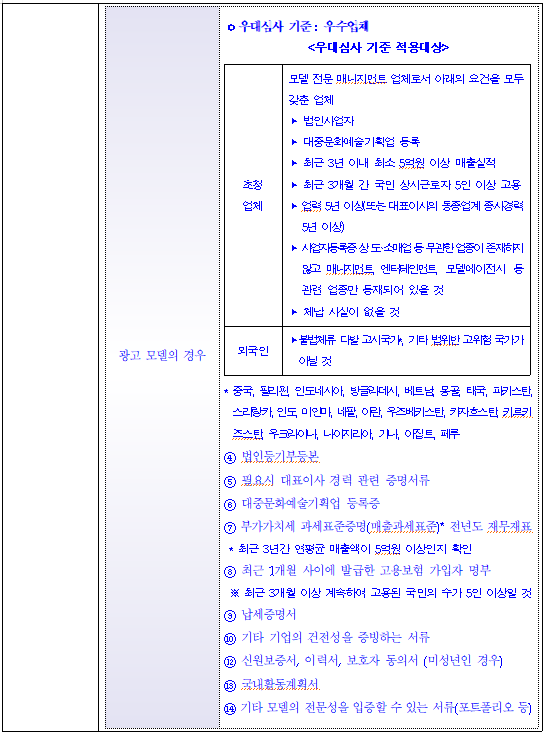 ㅇ 우대심사 기준 : 우수업체
<우대심사 기준 적용대상>
모델 전문 매니지먼트 업체로서 아래의 요건을 모두
갖춘 업체
▶ 법인사업자
▶ 대중문화예술기획업 등록
▶ 최근 3년 이내 최소 5억원 이상 매출실적
초청
업체
▶ 최근 3개월 간 국민 상시근로자 5인 이상 고용
▶ 업력 5년 이상(또는 대표이사의 동종업계 종사경력
5년 이상)
▶ 사업자등록증 상 도·소매업 등 무관한 업종이 존재하지
않고 매니지먼트, 엔터테인먼트, 모델에이전시 등
관련 업종만 등재되어 있을 것
▶ 체납 사실이 없을 것
광고 모델의 경우
외국인
▶불법체류 다발 고시국가, 기타 법위반 고위험 국가가
아닐 것
* 중국, 필리핀, 인도네시아, 방글라데시, 베트남, 몽골, 태국, 파키스탄,
스리랑카, 인도, 미얀마, 네팔, 이란, 우즈베키스탄, 카자흐스탄, 키르키
즈스탄, 우크라이나, 나이지리아, 가나, 이집트, 페루
④ 법인등기부등본
⑤ 필요시 대표이사 경력 관련 증명서류
⑥ 대중문화예술기획업 등록증
⑦ 부가가치세 과세표준증명(매출과세표준)* 전년도 재무제표
* 최근 3년간 연평균 매출액이 5억원 이상인지 확인
⑧ 최근 1개월 사이에 발급한 고용보험 가입자 명부
※ 최근 3개월 이상 계속하여 고용된 국민의 수가 5인 이상일 것
⑨ 납세증명서
⑩ 기타 기업의 건전성을 증빙하는 서류
⑫ 신원보증서, 이력서, 보호자 동의서 (미성년인 경우)
⑬ 국내활동계획서
⑭ 기타 모델의 전문성을 입증할 수 있는 서류(포트폴리오 등)